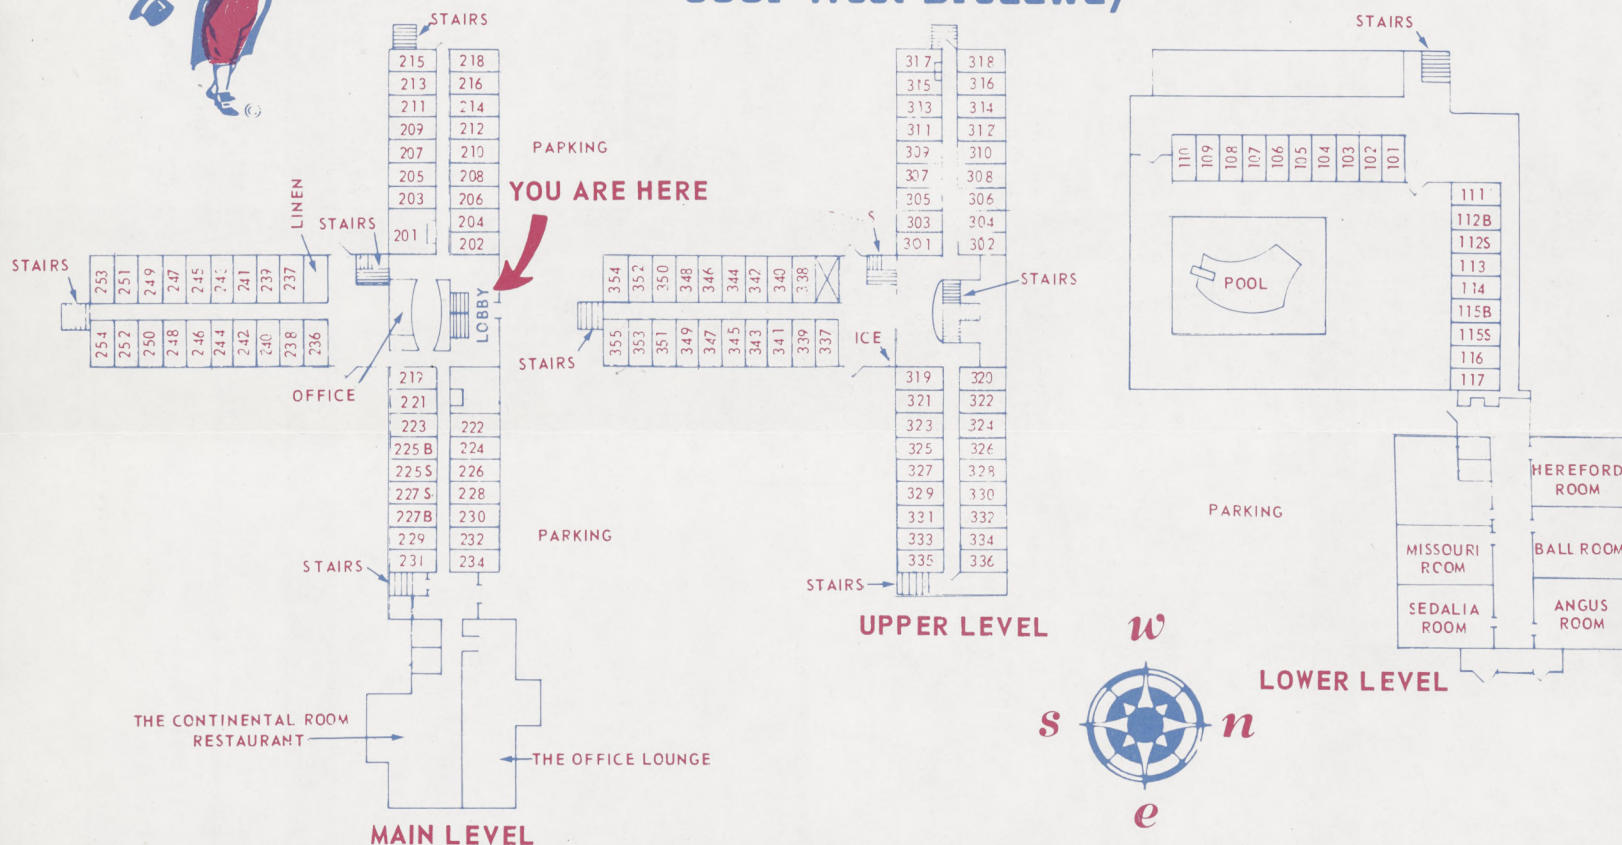 STAIRS
215 218
213 216
211 214
209 212
207 210
205 208
203 206
201 204
202
PARKING
YOU ARE HERE
LINEN
STAIRS
STAIRS
253 251 249 247 245 241 239 237
254 252 250 248 246 244 242 240 238 236
LOBBY
OFFICE
219
221
223 222
225B 224
225S 226
227S 228
227B 230
229 232
231 234
PARKING
STAIRS
THE CONTINENTAL ROOM
RESTAURANT
THE OFFICE LOUNGE
MAIN LEVEL
317 318
315 316
313 314
311 312
309 310
307 308
305 306
303 304
301 302
354 352 350 348 346 344 342 340 338
355 353 351 349 347 345 343 341 339 337
STAIRS
STAIRS
ICE
319 320
321 322
323 324
325 326
327 328
329 330
331 332
333 334
335 336
STAIRS
UPPER LEVEL
STAIRS
110 109 108 107 106 105 104 103 102 101
111
112B
112S
113
114
115B
115S
116
117
POOL
PARKING
HEREFORD
ROOM
MISSOURI
ROOM
BALL ROOM
SEDALIA
ROOM
ANGUS
ROOM
LOWER LEVEL
w
s n
e